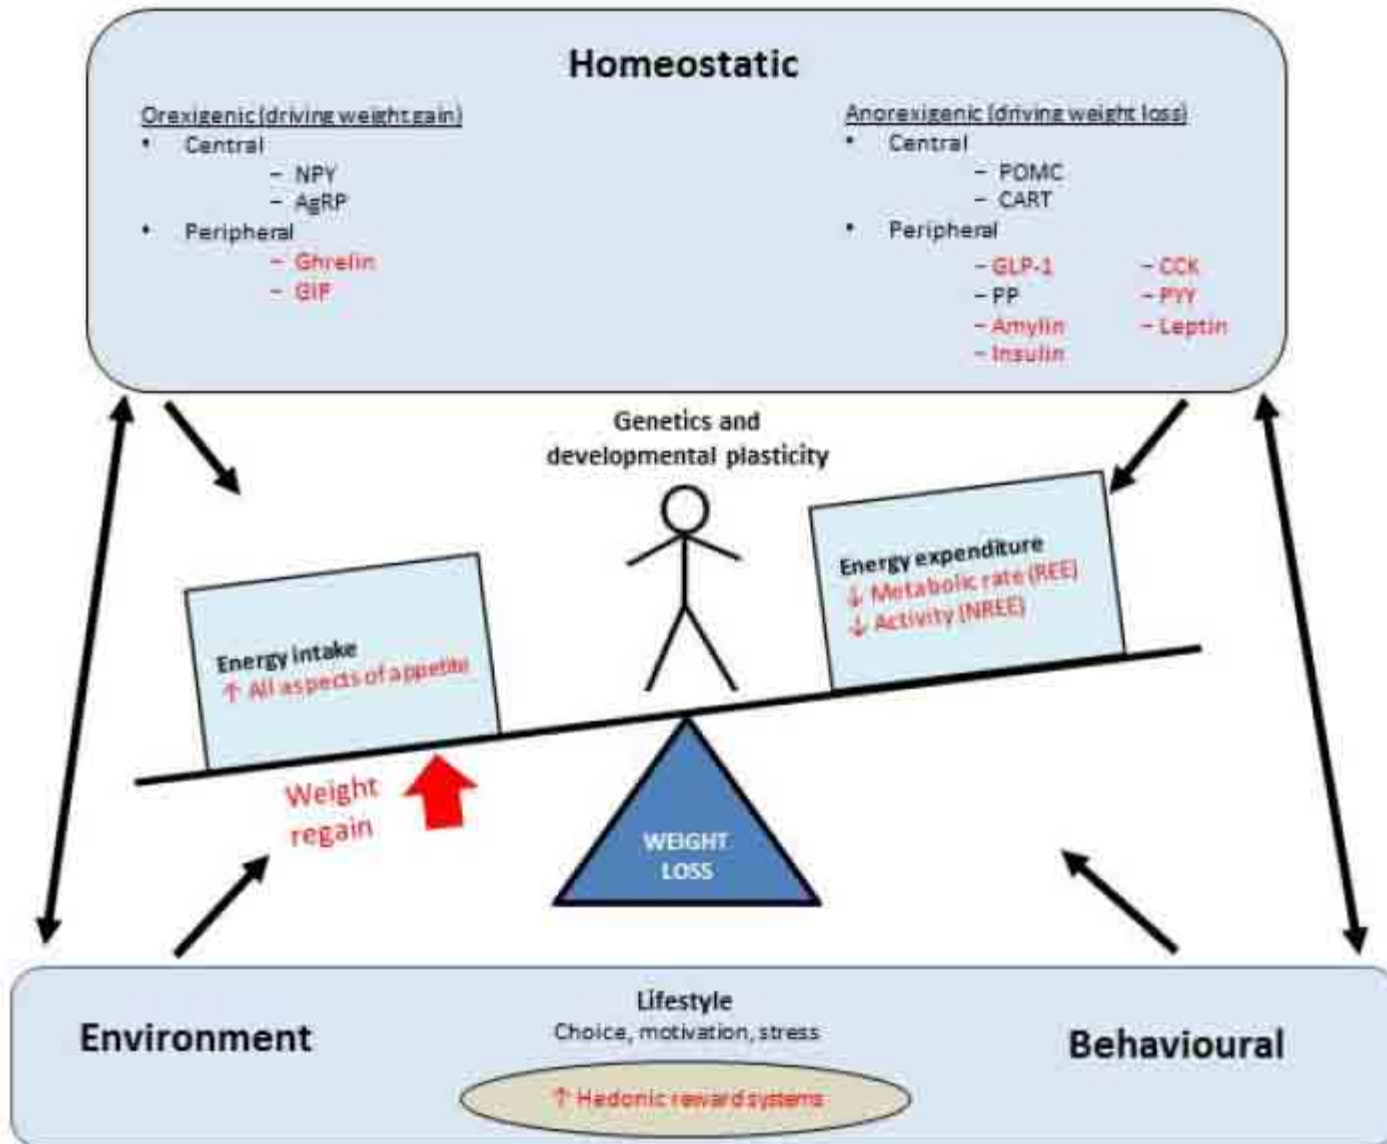 Homeostatic
Orexigenic (driving weight gain)
• Central
– NPY
– AgRP
• Peripheral
– Ghrelin
– GIP
Anorexigenic (driving weight loss)
• Central
– POMC
– CART
• Peripheral
– GLP-1
– PP
– Amylin
– Insulin
– CCK
– PYY
– Leptin
Genetics and
developmental plasticity
Energy intake
↑ All aspects of appetite
Energy expenditure
↓ Metabolic rate (REE)
↓ Activity (NREE)
Weight
regain
WEIGHT
LOSS
Environment
Lifestyle
Choice, motivation, stress
↑ Hedonic reward systems
Behavioural